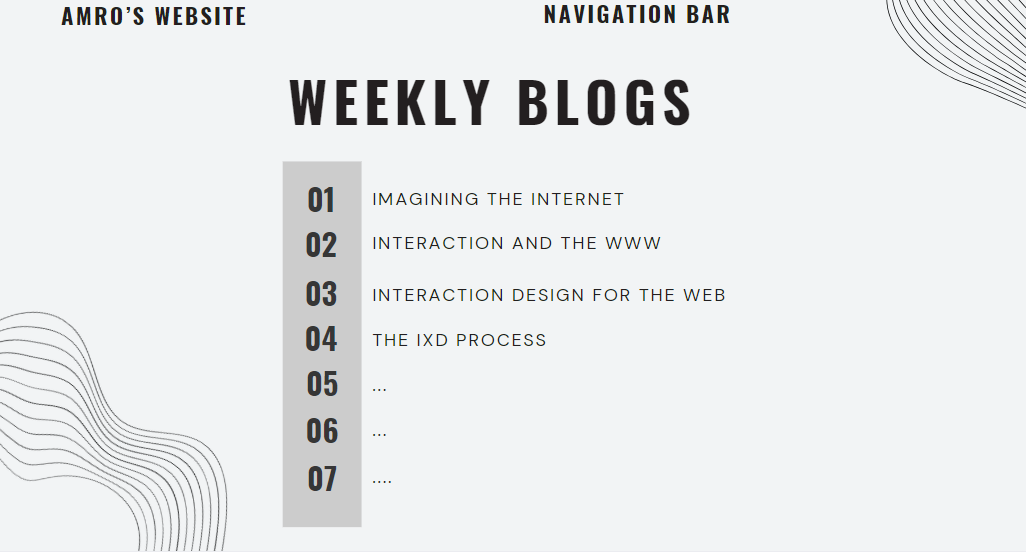 AMRO'S WEBSITE NAVIGATION BAR
WEEKLY BLOGS
01 IMAGINING THE INTERNET
02 INTERACTION AND THE WWW
03 INTERACTION DESIGN FOR THE WEB
04 THE IXD PROCESS
05 ...
06 ...
07 ....